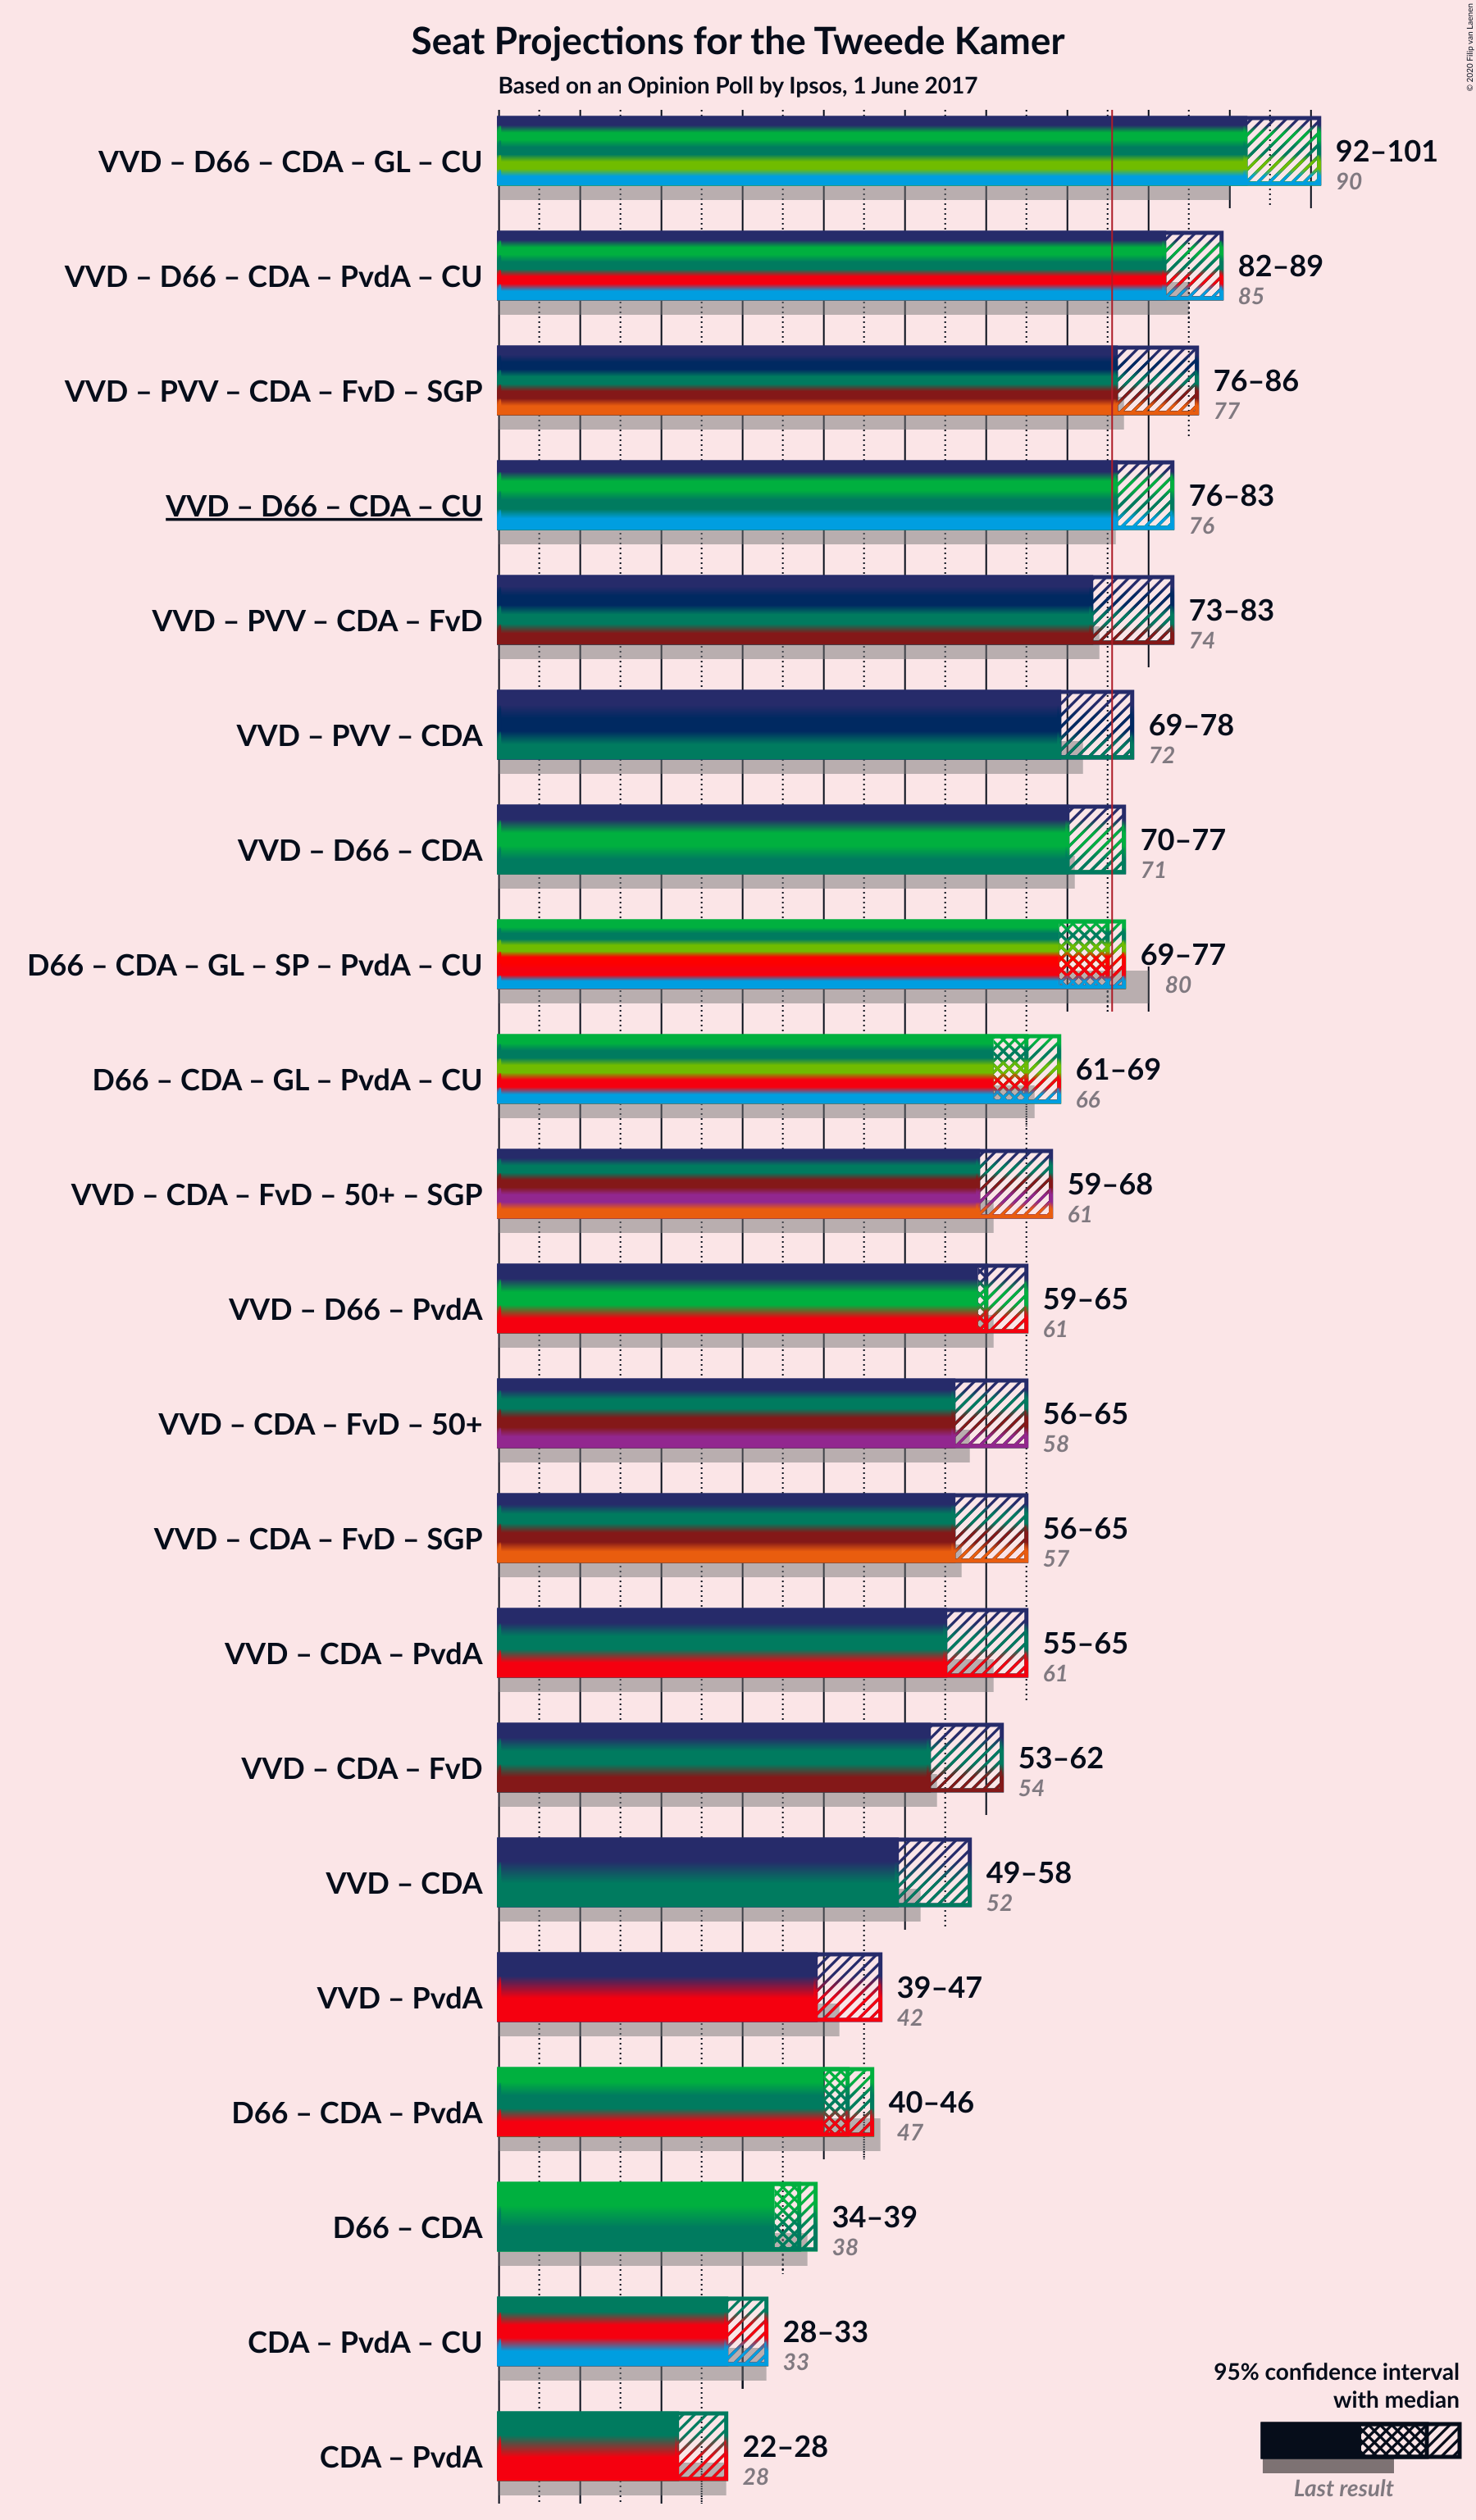 Seat Projections for the Tweede Kamer
Based on an Opinion Poll by Ipsos, 1 June 2017
© 2020 Filip van Laenen
VVD – D66 – CDA – GL – CU
92–101
90
VVD – D66 – CDA – PvdA – CU
82–89
85
VVD – PVV – CDA – FvD – SGP
76–86
77
VVD – D66 – CDA – CU
76–83
76
VVD – PVV – CDA – FvD
73–83
74
VVD – PVV – CDA
69–78
72
VVD – D66 – CDA
70–77
71
D66 – CDA – GL – SP – PvdA – CU
69–77
80
D66 – CDA – GL – PvdA – CU
61–69
66
VVD – CDA – FvD – 50+ – SGP
59–68
61
VVD – D66 – PvdA
59–65
61
VVD – CDA – FvD – 50+
56–65
58
VVD – CDA – FvD – SGP
56–65
57
VVD – CDA – PvdA
55–65
61
VVD – CDA – FvD
53–62
54
VVD – CDA
49–58
52
VVD – PvdA
39–47
42
D66 – CDA – PvdA
40–46
47
D66 – CDA
34–39
38
CDA – PvdA – CU
28–33
33
CDA – PvdA
22–28
28
95% confidence interval
with median
Last result